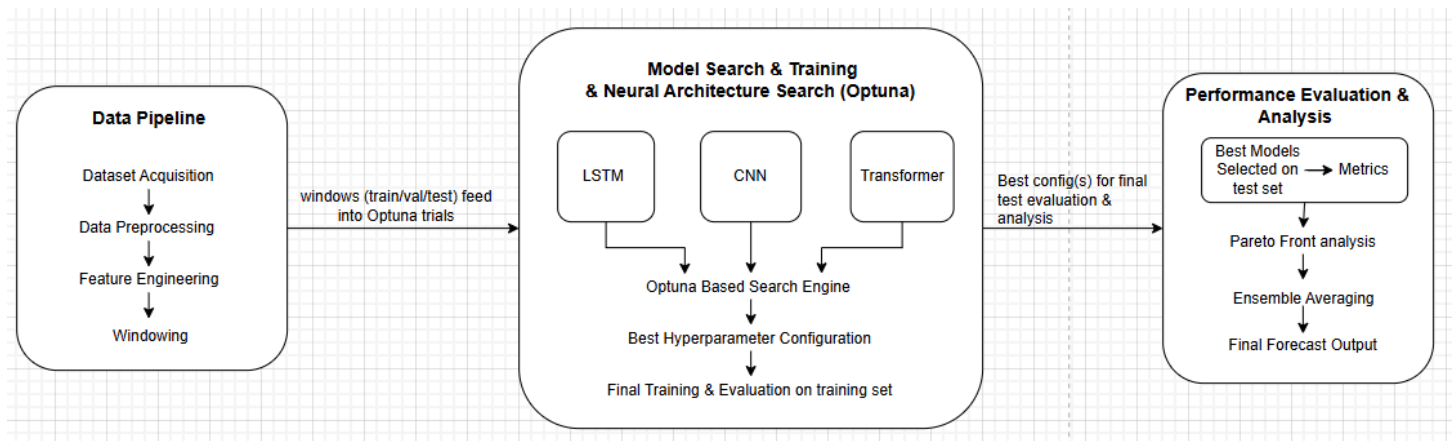 Data Pipeline
Dataset Acquisition
Data Preprocessing
Feature Engineering
Windowing
windows (train/val/test) feed
into Optuna trials
Model Search & Training
& Neural Architecture Search (Optuna)
LSTM
CNN
Transformer
Optuna Based Search Engine
Best Hyperparameter Configuration
Final Training & Evaluation on training set
Best config(s) for final
test evaluation &
analysis
Performance Evaluation &
Analysis
Best Models
Selected on
test set
Metrics
Pareto Front analysis
Ensemble Averaging
Final Forecast Output